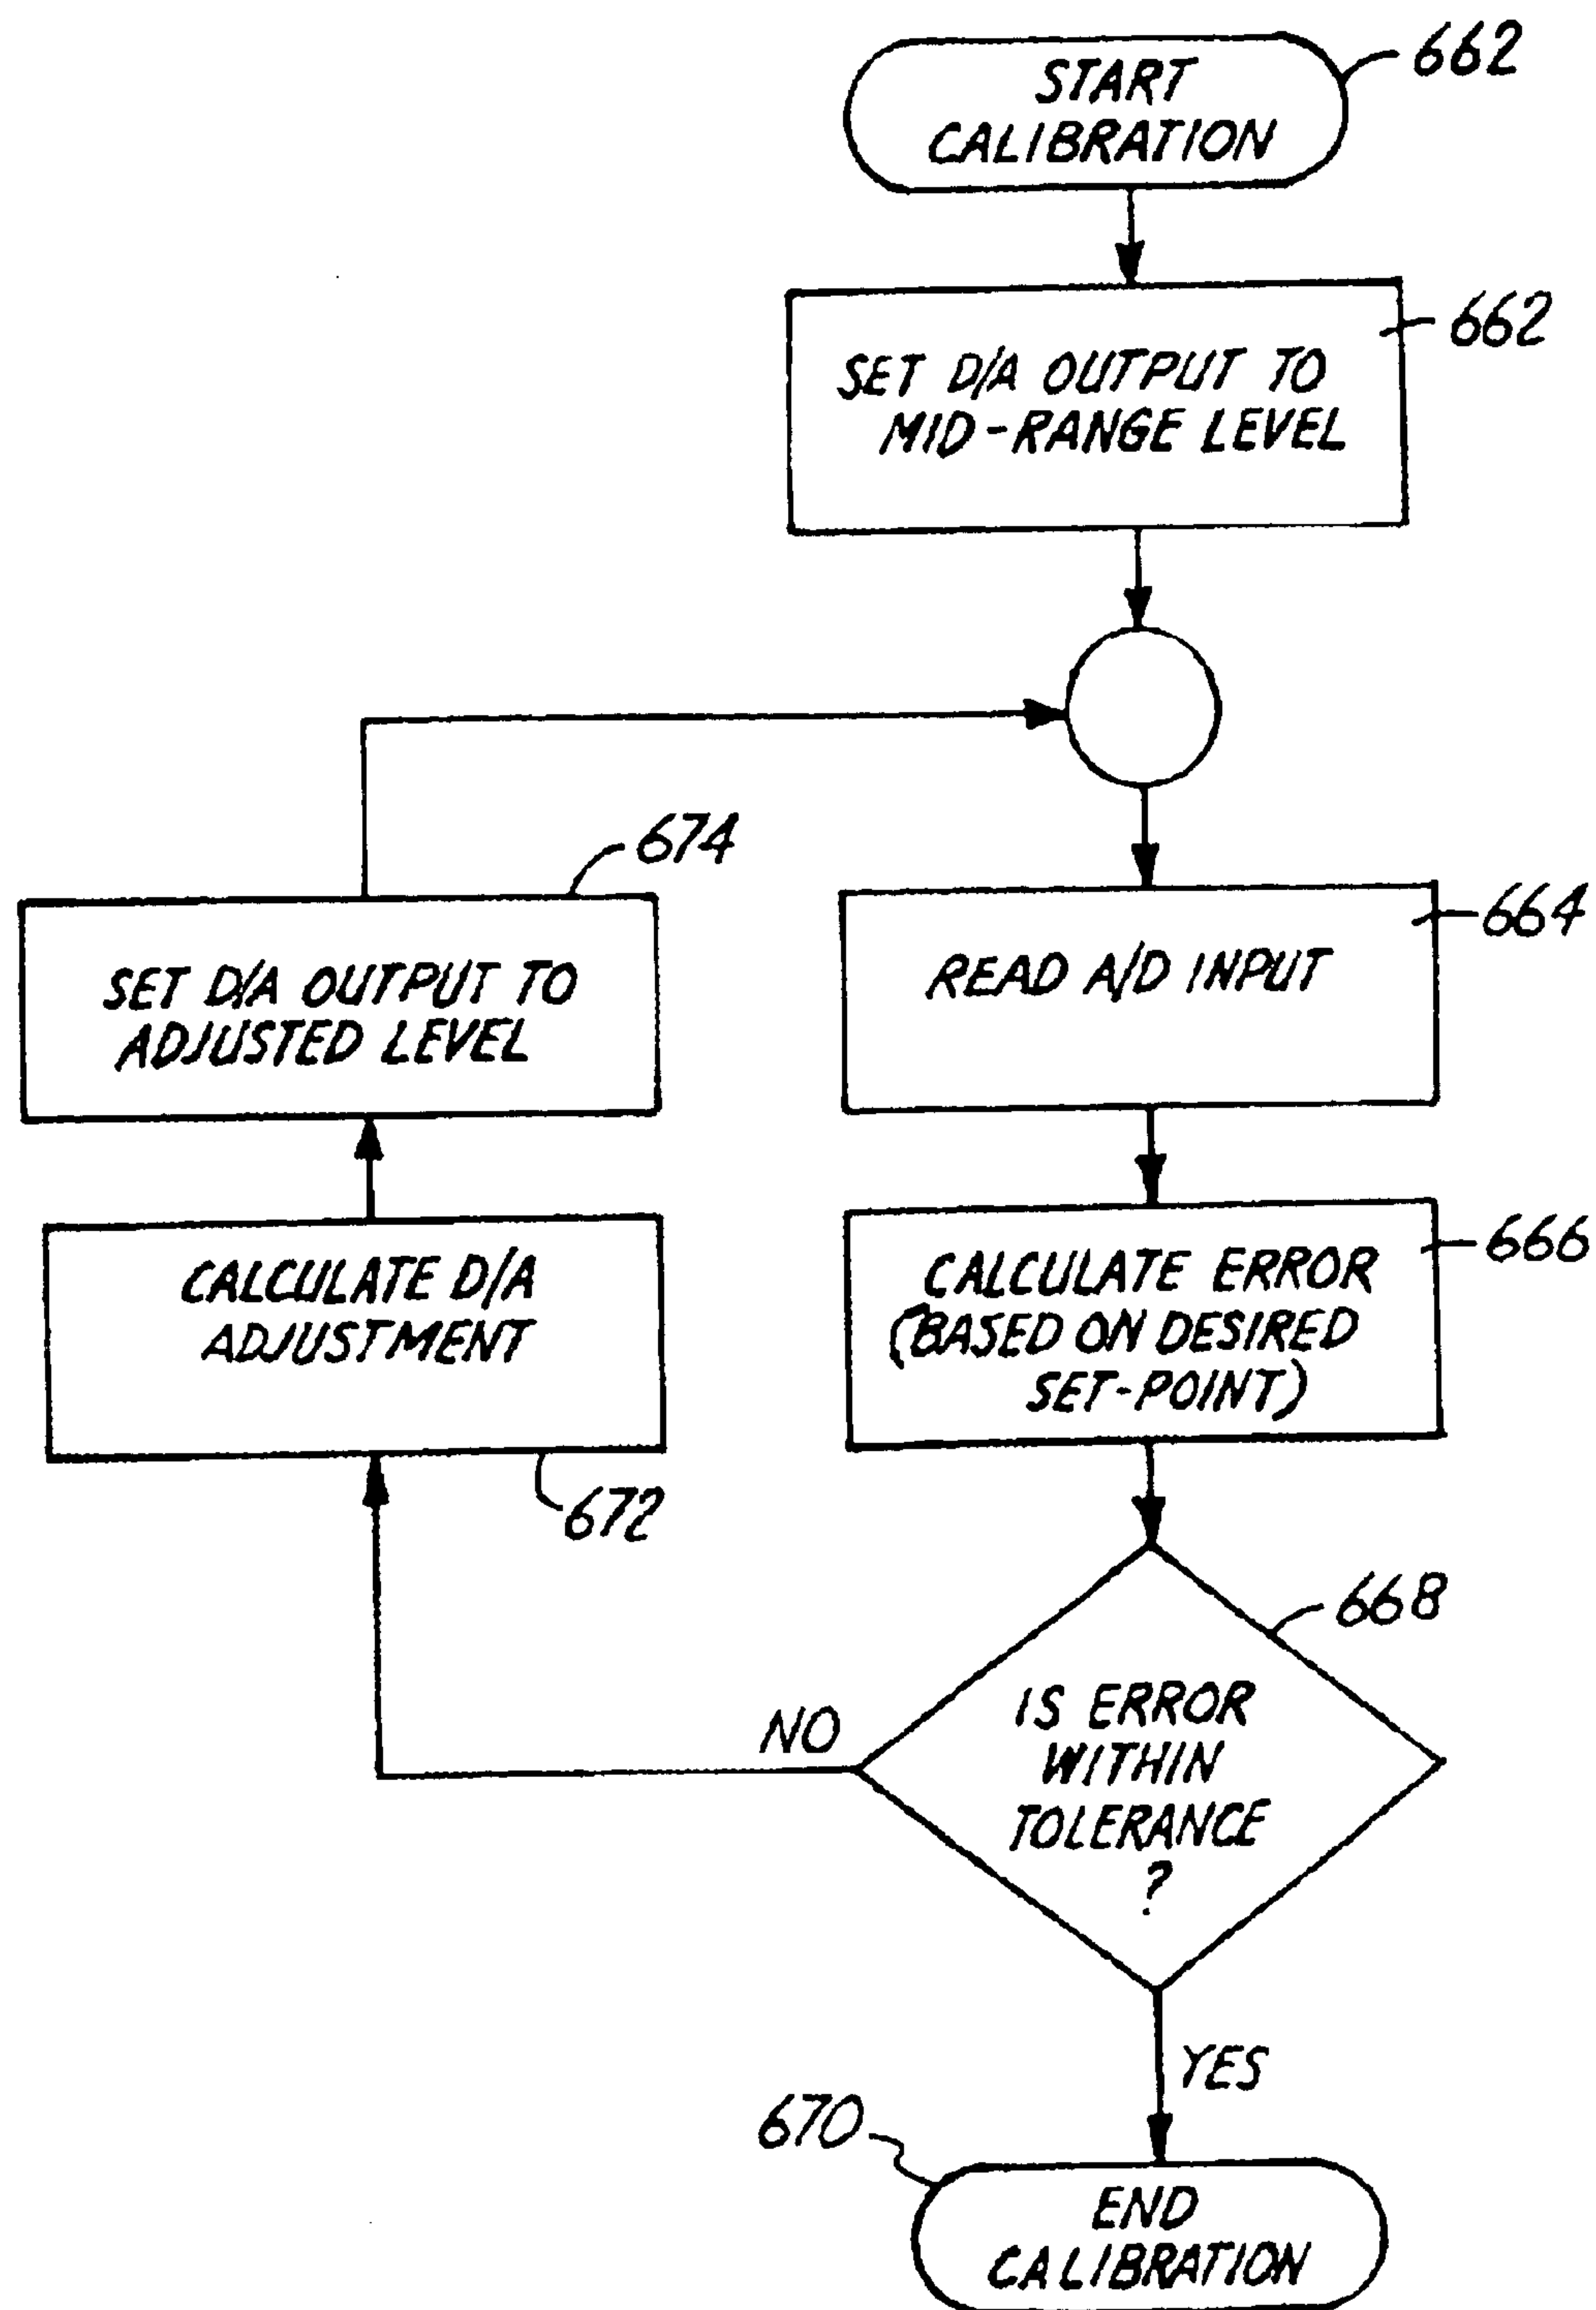 START
CALIBRATION
662
SET D/A OUTPUT TO
MID-RANGE LEVEL
662
674
SET D/A OUTPUT TO
ADJUSTED LEVEL
READ A/D INPUT
664
CALCULATE D/A
ADJUSTMENT
672
CALCULATE ERROR
(BASED ON DESIRED
SET-POINT)
666
668
IS ERROR
WITHIN
TOLERANCE
?
NO
YES
670
END
CALIBRATION